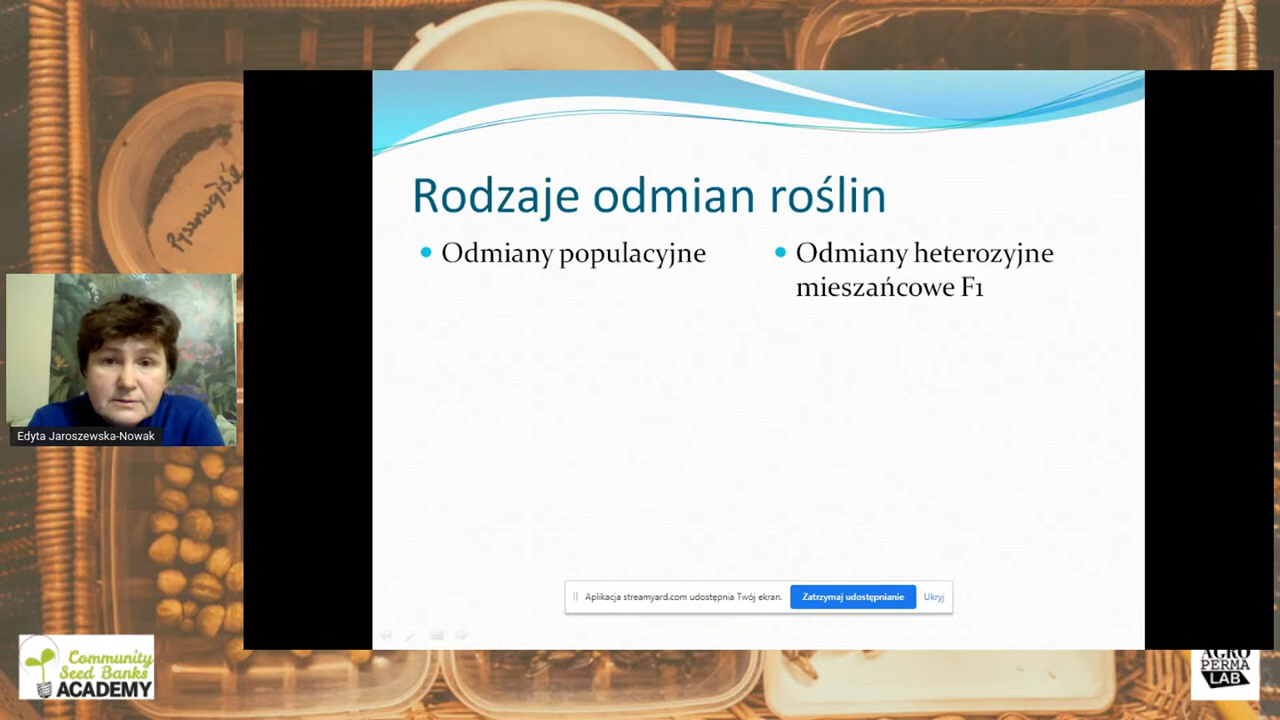 Rodzaje odmian roślin
Odmiany populacyjne
Odmiany heterozyjne
mieszańcowe F1
Edyta Jaroszewska-Nowak
Aplikacja streamyard.com udostępnia Twój ekran.
Zatrzymaj udostępnianie
Ukryj
Community
Seed Banks
ACADEMY
AGRO
PERMA
LAB